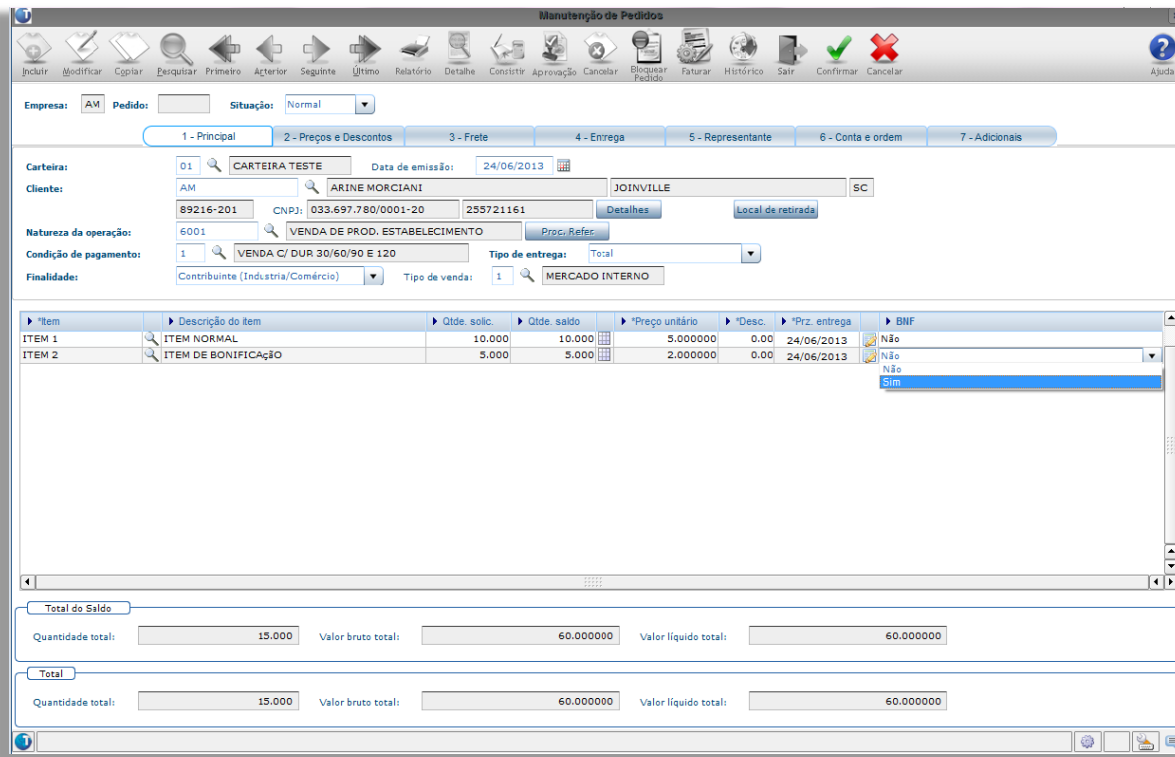 Manutenção de Pedidos
Incluir Modificar Copiar Pesquisar Primeiro Anterior Seguinte Último Relatório Detalhe Consistir Aprovação Cancelar Bloquear Pedido Faturar Histórico Sair Confirmar Cancelar Ajuda
Empresa: AM Pedido: Situação: Normal
1 - Principal 2 - Preços e Descontos 3 - Frete 4 - Entrega 5 - Representante 6 - Conta e ordem 7 - Adicionais
Carteira: 01 CARTEIRA TESTE Data de emissão: 24/06/2013
Cliente: AM ARINE MORCIANI JOINVILLE SC
89216-201 CNPJ: 033.697.780/0001-20 255721161 Detalhes Local de retirada
Natureza da operação: 6001 VENDA DE PROD. ESTABELECIMENTO Proc. Refer.
Condição de pagamento: 1 VENDA C/ DUP. 30/60/90 E 120 Tipo de entrega: Total
Finalidade: Contribuinte (Industria/Comércio) Tipo de venda: 1 MERCADO INTERNO
*Item Descrição do item Qtde. solic. Qtde. saldo *Preço unitário *Desc. *Prz. entrega BNF
ITEM 1 ITEM NORMAL 10.000 10.000 5.000000 0.00 24/06/2013 Não
ITEM 2 ITEM DE BONIFICAçÃO 5.000 5.000 2.000000 0.00 24/06/2013 Não
Não
Sim
Total do Saldo
Quantidade total: 15.000 Valor bruto total: 60.000000 Valor líquido total: 60.000000
Total
Quantidade total: 15.000 Valor bruto total: 60.000000 Valor líquido total: 60.000000